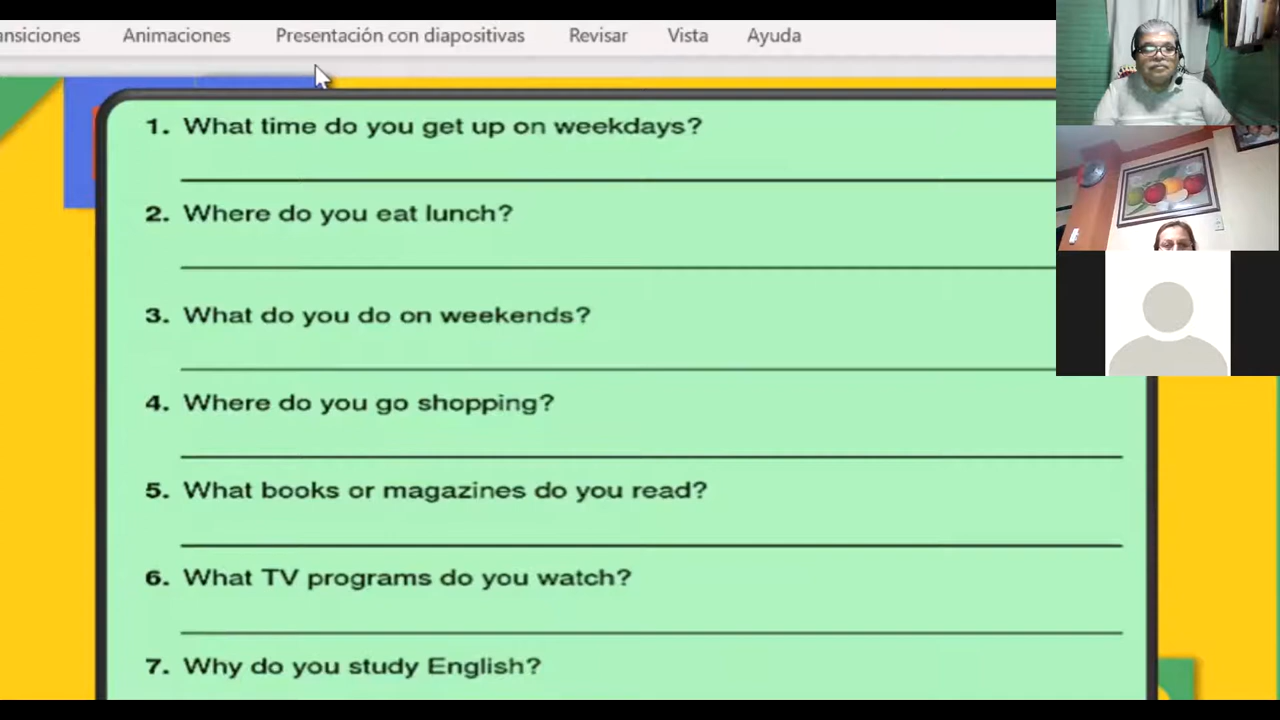 Animaciones Presentación con diapositivas Revisar Vista Ayuda
1. What time do you get up on weekdays?
2. Where do you eat lunch?
3. What do you do on weekends?
4. Where do you go shopping?
5. What books or magazines do you read?
6. What TV programs do you watch?
7. Why do you study English?